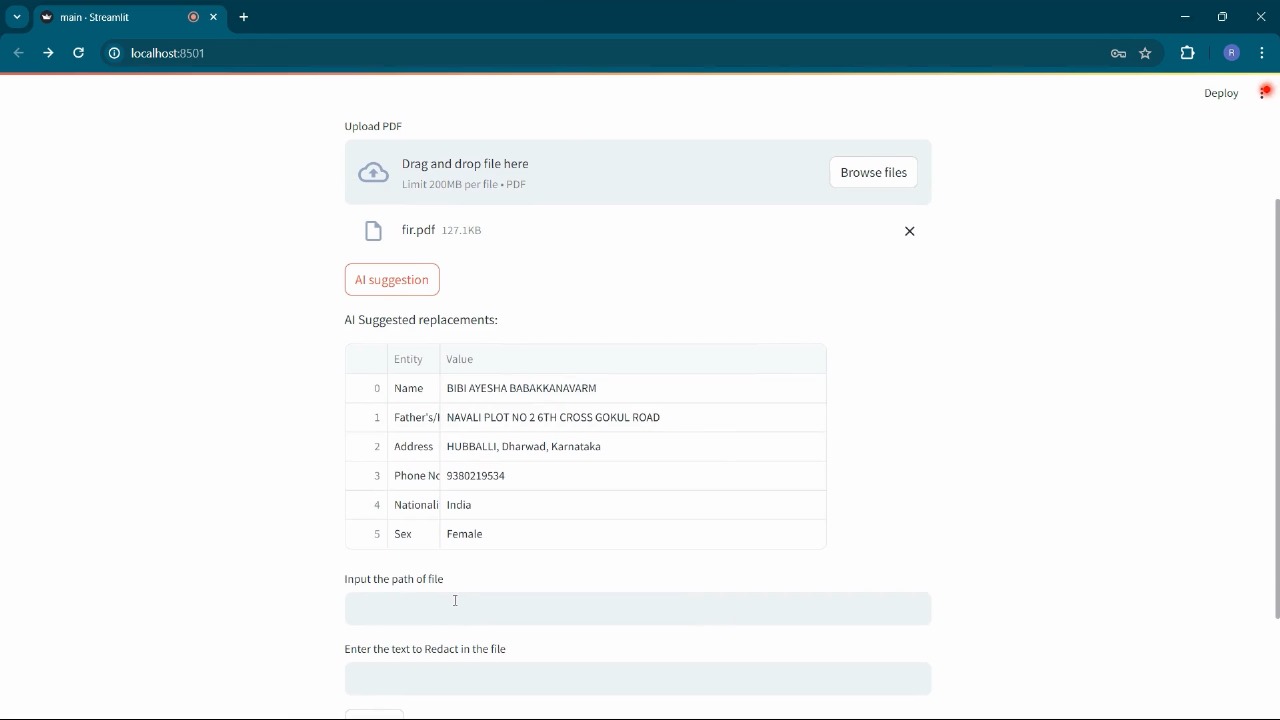 main · Streamlit
localhost:8501
R
Deploy
Upload PDF
Drag and drop file here
Limit 200MB per file • PDF
Browse files
fir.pdf 127.1KB
AI suggestion
AI Suggested replacements:
Entity Value
0 Name BIBI AYESHA BABAKKANAVARM
1 Father's/ NAVALI PLOT NO 2 6TH CROSS GOKUL ROAD
2 Address HUBBALLI, Dharwad, Karnataka
3 Phone No 9380219534
4 Nationali India
5 Sex Female
Input the path of file
Enter the text to Redact in the file